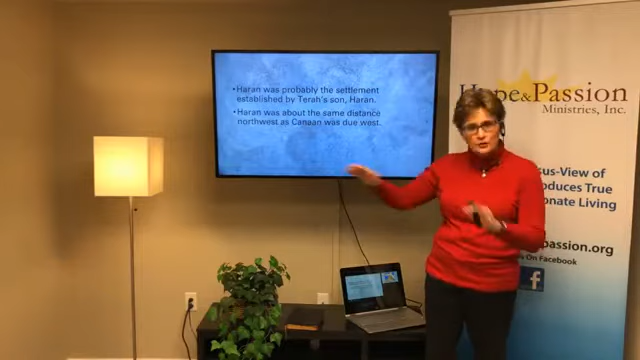 •Haran was probably the settlement
established by Terah's son, Haran.
•Haran was about the same distance
northwest as Canaan was due west.
Hope&Passion
Ministries, Inc.
sus-View of
oduces True
onate Living
passion.org
s On Facebook
f